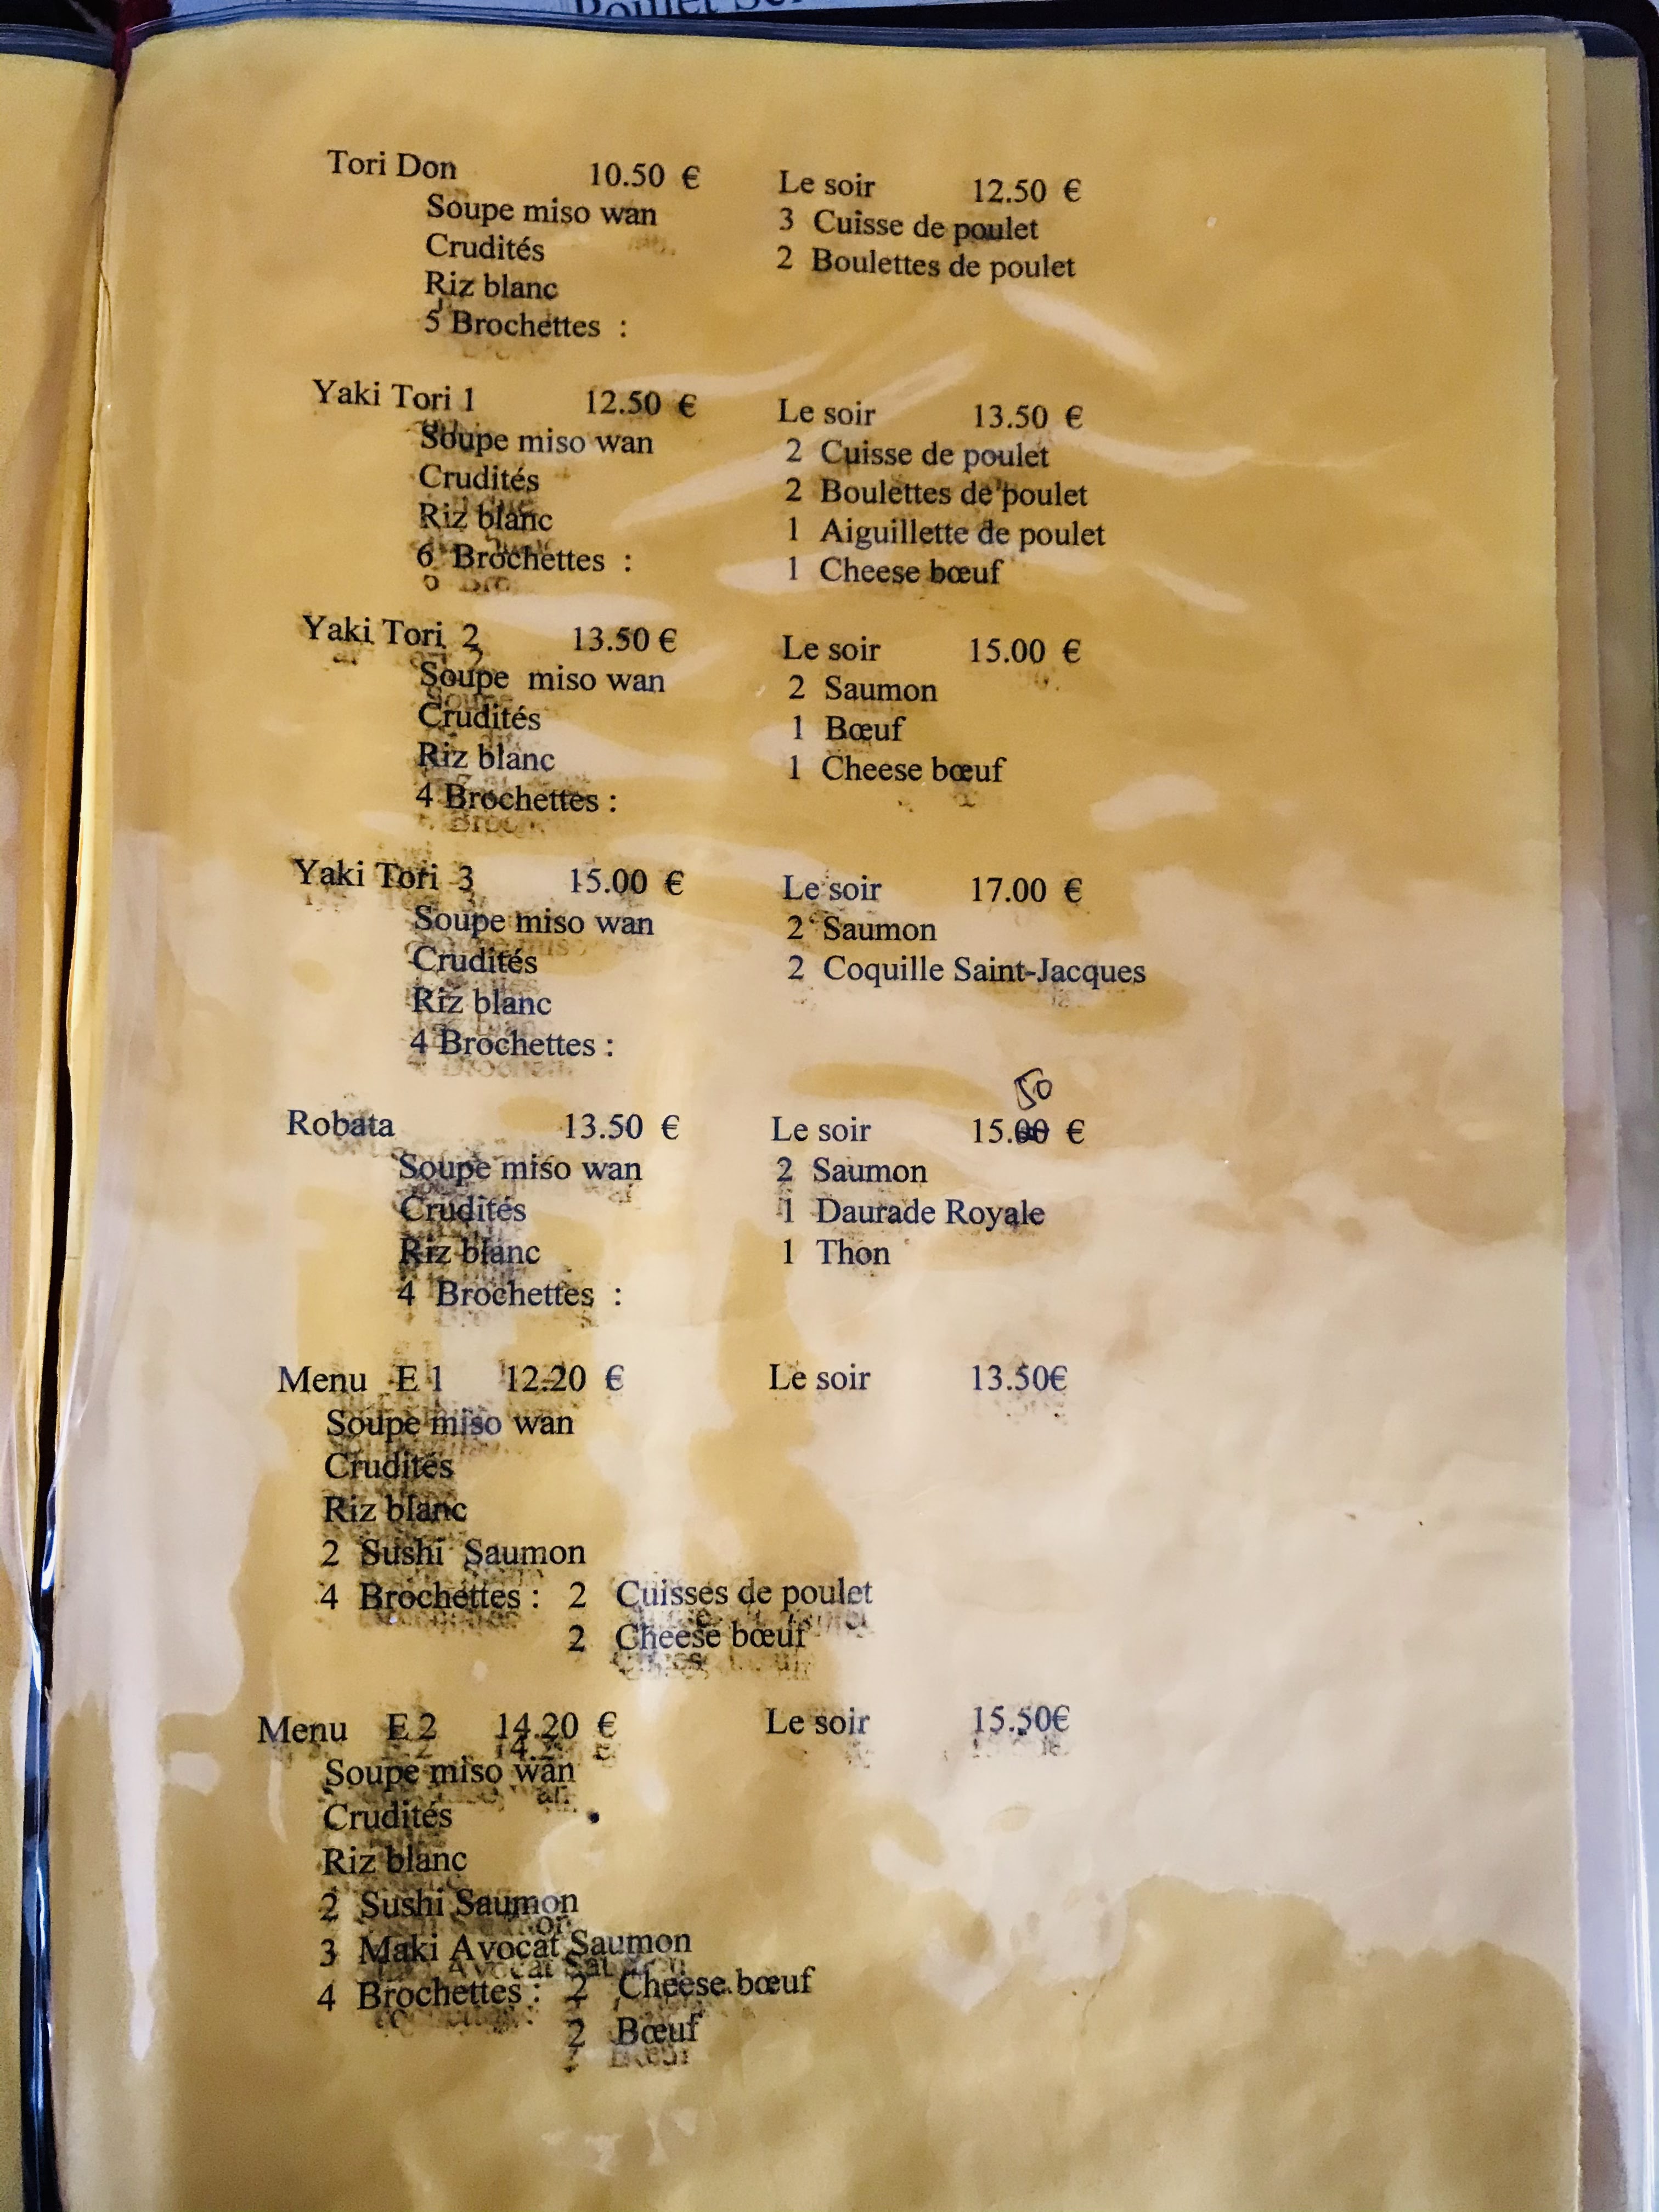 Tori Don 10.50 € Le soir 12.50 €
Soupe miso wan 3 Cuisse de poulet
Crudités 2 Boulettes de poulet
Riz blanc
5 Brochettes :
Yaki Tori 1 12.50 € Le soir 13.50 €
Soupe miso wan 2 Cuisse de poulet
Crudités 2 Boulettes de poulet
Riz blanc 1 Aiguillette de poulet
6 Brochettes : 1 Cheese bœuf
Yaki Tori 2 13.50 € Le soir 15.00 €
Soupe miso wan 2 Saumon
Crudités 1 Bœuf
Riz blanc 1 Cheese bœuf
4 Brochettes :
Yaki Tori 3 15.00 € Le soir 17.00 €
Soupe miso wan 2 Saumon
Crudités 2 Coquille Saint-Jacques
Riz blanc
4 Brochettes :
50
Robata 13.50 € Le soir 15.00 €
Soupe miso wan 2 Saumon
Crudités 1 Daurade Royale
Riz blanc 1 Thon
4 Brochettes :
Menu E 1 12.20 € Le soir 13.50€
Soupe miso wan
Crudités
Riz blanc
2 Sushi Saumon
4 Brochettes : 2 Cuisses de poulet
2 Cheese bœuf
Menu E 2 14.20 € Le soir 15.50€
Soupe miso wan
Crudités
Riz blanc
2 Sushi Saumon
3 Maki Avocat Saumon
4 Brochettes : 2 Cheese bœuf
2 Bœuf